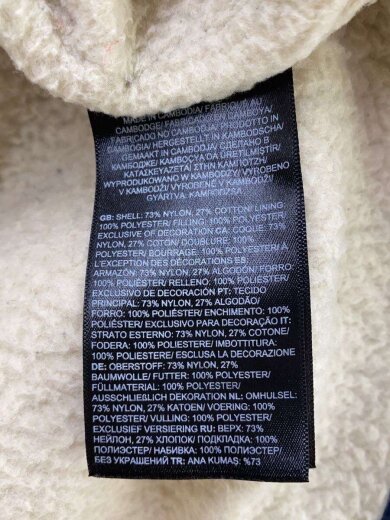 MADE IN CAMBODIA/ FABRIQUÉ AU
CAMBODGE/ FABRICADO EN CAMBOYA/
FABRICADO NO CAMBOJA/ PRODOTTO IN
CAMBOGIA/ HERGESTELLT IN KAMBODSCHA/
GEMAAKT IN CAMBODJA/ СДЕЛАНО В
КАМБОДЖЕ/ KAMBOÇYA'DA ÜRETİLMİŞTİR/
ΚΑΤΑΣΚΕΥΑΖΕΤΑΙ ΣΤΗΝ ΚΑΜΠΟΤΖΗ/
WYPRODUKOWANO W KAMBODŻY/ VYROBENO
V KAMBODŽI/ VYROBENÉ V KAMBODŽI/
GYÁRTVA: KAMBODZSA
GB: SHELL: 73% NYLON, 27% COTTON/ LINING:
100% POLYESTER/ FILLING: 100% POLYESTER/
EXCLUSIVE OF DECORATION CA: COQUE: 73%
NYLON, 27% COTON/ DOUBLURE: 100%
POLYESTER/ BOURRAGE: 100% POLYESTER/ À
L'EXCEPTION DES DÉCORATIONS ES:
ARMAZÓN: 73% NYLON, 27% ALGODÓN/ FORRO:
100% POLIÉSTER/ RELLENO: 100% POLIÉSTER/
EXCLUSIVO DE DECORACIÓN PT: TECIDO
PRINCIPAL: 73% NYLON, 27% ALGODÃO/
FORRO: 100% POLIÉSTER/ ENCHIMENTO: 100%
POLIÉSTER/ EXCLUSIVO PARA DECORAÇÃO IT:
STRATO ESTERNO: 73% NYLON, 27% COTONE/
FODERA: 100% POLIESTERE/ IMBOTTITURA:
100% POLIESTERE/ ESCLUSA LA DECORAZIONE
DE: OBERSTOFF: 73% NYLON, 27%
BAUMWOLLE/ FUTTER: 100% POLYESTER/
FÜLLMATERIAL: 100% POLYESTER/
AUSSCHLIEßLICH DEKORATION NL: OMHULSEL:
73% NYLON, 27% KATOEN/ VOERING: 100%
POLYESTER/ VULLING: 100% POLYESTER/
EXCLUSIEF VERSIERING RU: ВЕРХ: 73%
НЕЙЛОН, 27% ХЛОПОК/ ПОДКЛАДКА: 100%
ПОЛИЭСТЕР/ НАБИВКА: 100% ПОЛИЭСТЕР/
БЕЗ УКРАШЕНИЙ TR: ANA KUMAŞ: %73